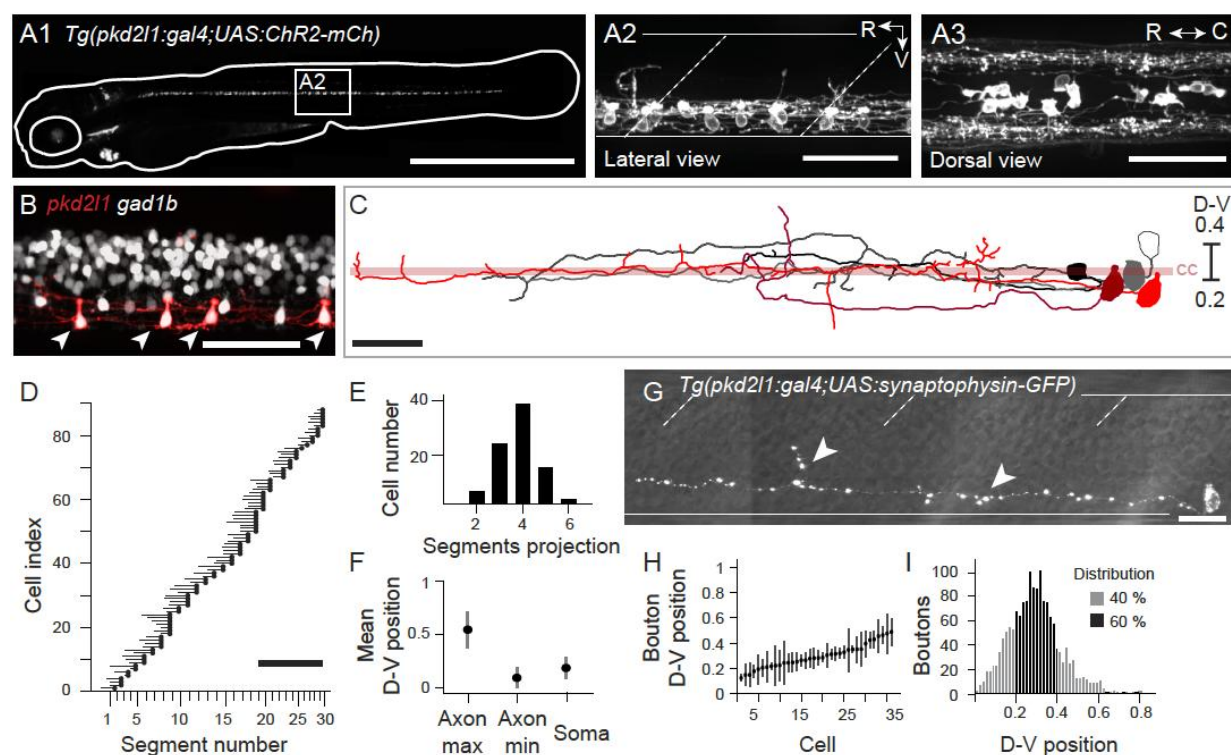 A1 Tg(pkd2l1:gal4;UAS:ChR2-mCh)
A2
A2
R
V
Lateral view
A3
R C
Dorsal view
B pkd2l1 gad1b
C
D-V
0.4
cc
0.2
D
Cell index
80
60
40
20
0
1 5 10 15 20 25 30
Segment number
E
Cell number
40
20
2 4 6
Segments projection
F
Mean
D-V position
1
0.5
0
Axon
max
Axon
min
Soma
G Tg(pkd2l1:gal4;UAS:synaptophysin-GFP)
H
Bouton
D-V position
1
0.8
0.6
0.4
0.2
0
5 15 25 35
Cell
I
Boutons
100
80
60
40
20
0
Distribution
40 %
60 %
0.2 0.4 0.6 0.8
D-V position